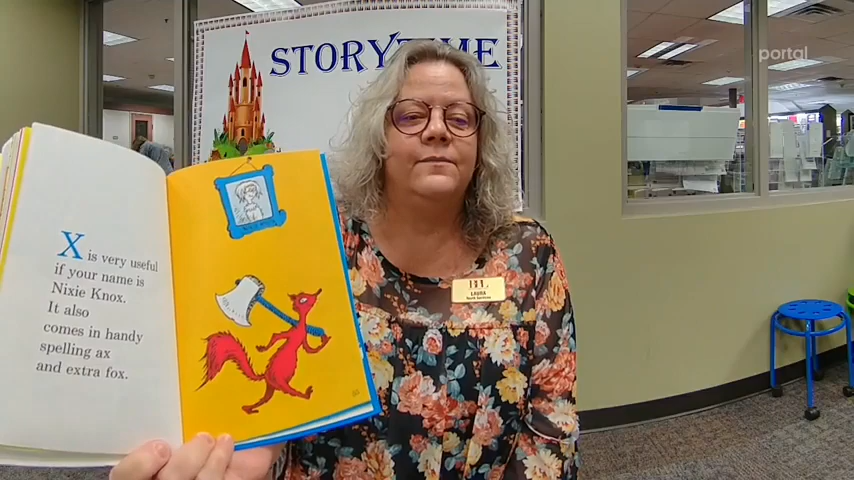 portal
STORYTIME
X is very useful
if your name is
Nixie Knox.
It also
comes in handy
spelling ax
and extra fox.
LAURA